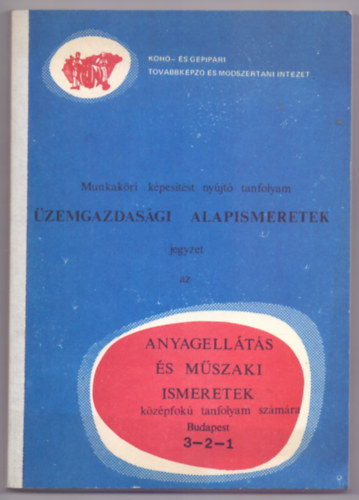 KOHO- ÉS GÉPIPARI
TOVÁBBKÉPZŐ ÉS MÓDSZERTANI INTÉZET
Munkaköri képesítést nyújtó tanfolyam
ÜZEMGAZDASÁGI ALAPISMERETEK
jegyzet
az
ANYAGELLÁTÁS
ÉS MŰSZAKI
ISMERETEK
középfokú tanfolyam számára
Budapest
3-2-1